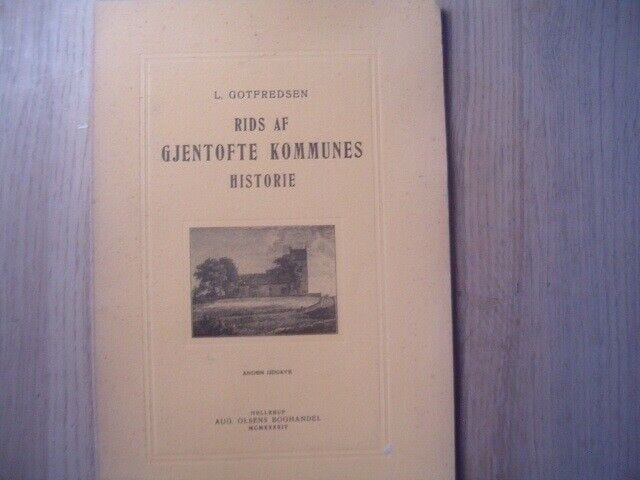 L. GOTFREDSEN
RIDS AF
GJENTOFTE KOMMUNES
HISTORIE
ANDEN UDGAVE
HELLERUP
AUG. OLSENS BOGHANDEL
MCMXXXIV